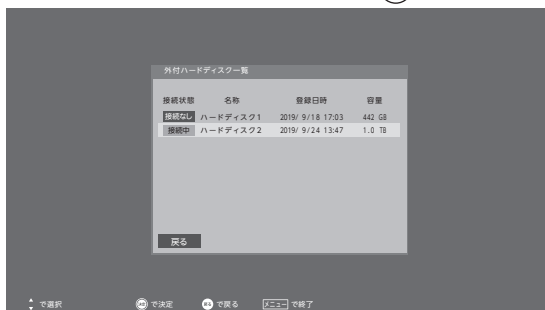 外付ハードディスク一覧
接続状態 名称 登録日時 容量
接続なし ハードディスク1 2019/ 9/18 17:03 442 GB
接続中 ハードディスク2 2019/ 9/24 13:47 1.0 TB
戻る
で選択 決定 で決定 戻る で戻る メニュー で終了